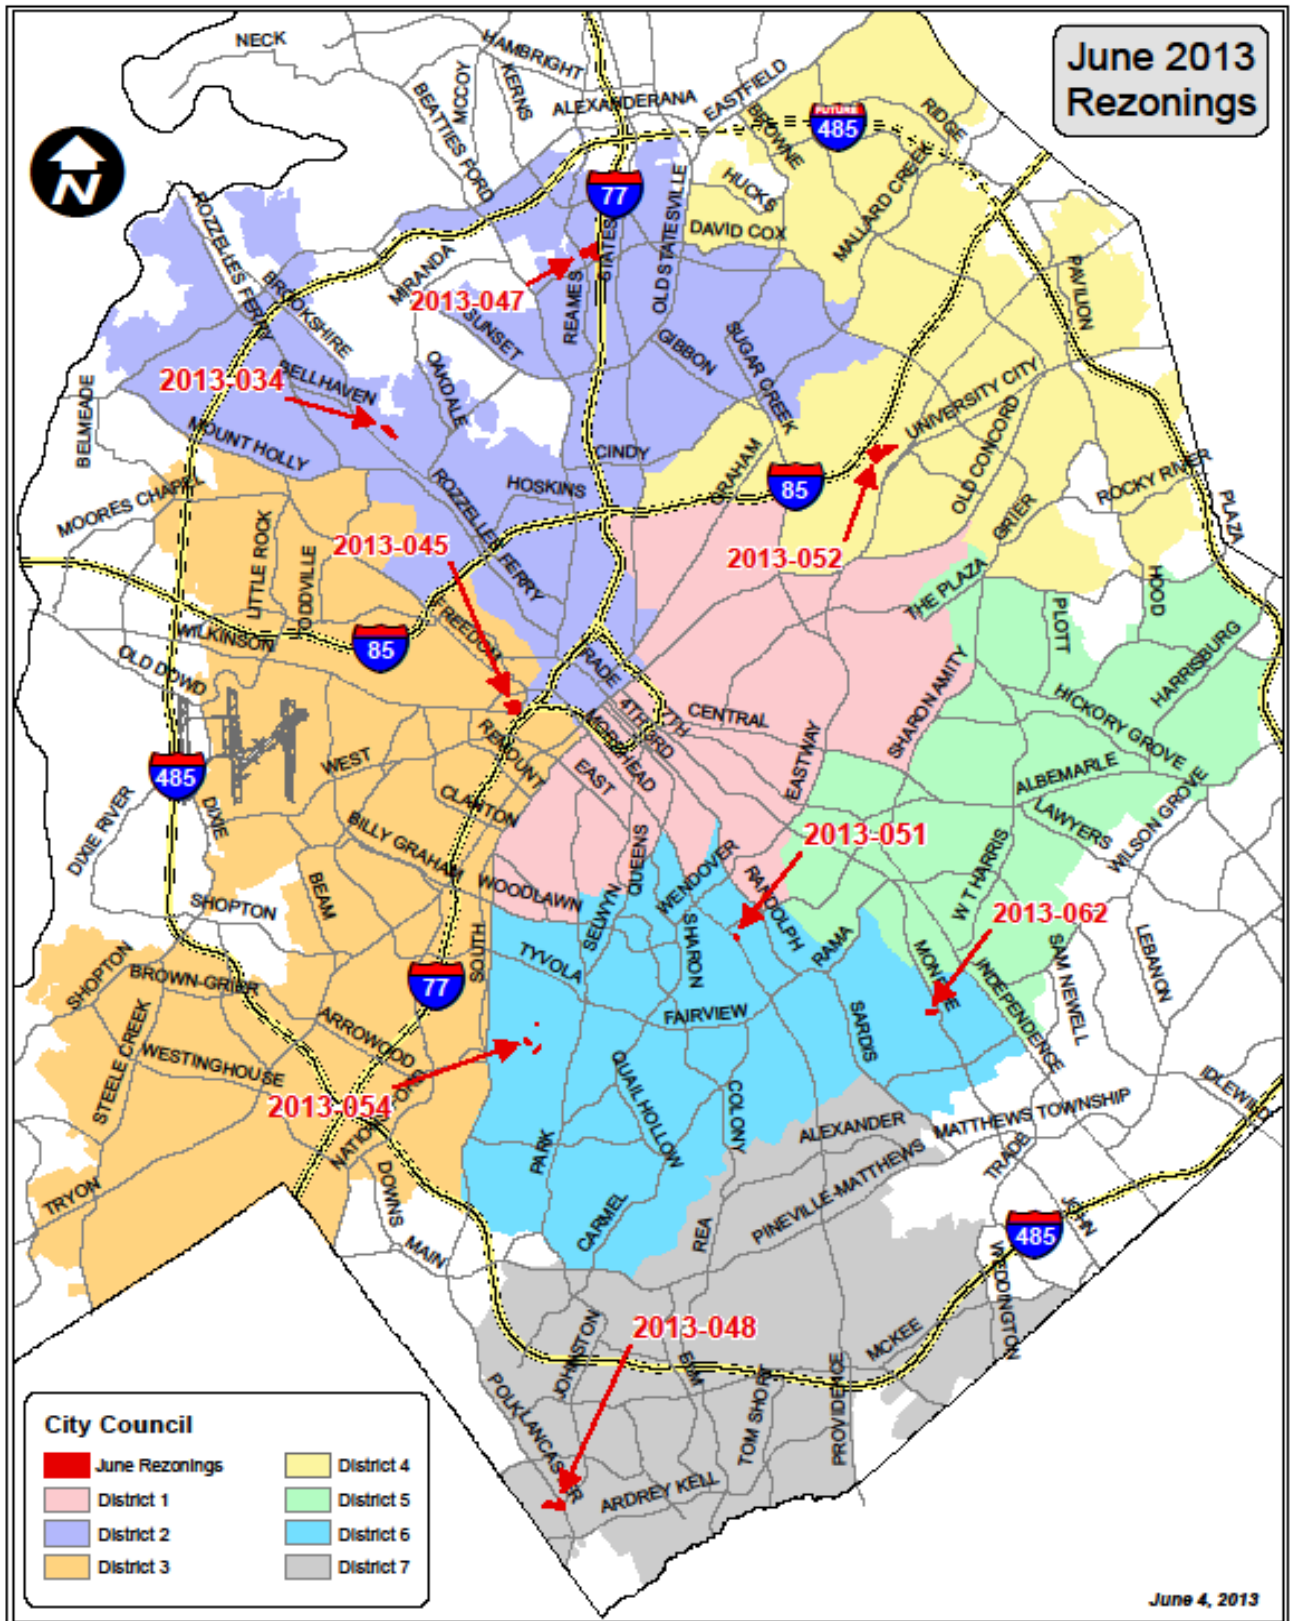 June 2013
Rezonings
NECK
HAMBRIGHT
MCCOY
KERNS
BEATTIES FORD
ALEXANDERANA
EASTFIELD
BROWNE
FUTURE
485
RIDGE
N
77
HUCKS
MALLARD CREEK
DAVID COX
OLD STATESVILLE
STATES
ROZZELLES FERRY
BROOKSHIRE
MIRANDA
2013-047
REAMES
SUNSET
GIBBON
SUGAR CREEK
PAVILION
2013-034
BELLHAVEN
OAKDALE
BELMEADE
MOUNT HOLLY
CINDY
UNIVERSITY CITY
GRAHAM
85
OLD CONCORD
ROCKY RIVER
PLAZA
MOORES CHAPEL
ROZZELLES FERRY
HOSKINS
GRIER
2013-045
2013-052
LITTLE ROCK
TODDVILLE
FREEDOM
THE PLAZA
PLOTT
HOOD
WILKINSON
85
HARRISBURG
OLD DOWD
TRADE
4TH
3RD
7TH
CENTRAL
SHARON AMITY
HICKORY GROVE
MOREHEAD
REMOUNT
WEST
EAST
EASTWAY
ALBEMARLE
485
DIXIE
DIXIE RIVER
CLANTON
LAWYERS
WILSON GROVE
BILLY GRAHAM
2013-051
QUEENS
WENDOVER
W T HARRIS
BEAM
WOODLAWN
RANDOLPH
SHOPTON
SELWYN
2013-062
SHARON
RAMA
MONROE
INDEPENDENCE
SAM NEWELL
LEBANON
SHOPTON
BROWN-GRIER
77
SOUTH
TYVOLA
FAIRVIEW
SARDIS
STEELE CREEK
ARROWOOD
WESTINGHOUSE
QUAIL HOLLOW
COLONY
IDLEWILD
2013-054
ALEXANDER
MATTHEWS TOWNSHIP
PARK
TRADE
TRYON
DOWNS
MAIN
CARMEL
REA
PINEVILLE-MATTHEWS
485
JOHN
WEDDINGTON
2013-048
JOHNSTON
ELM
MCKEE
POLK
LANCASTER
TOM SHORT
PROVIDENCE
ARDREY KELL
City Council
June Rezonings
District 1
District 2
District 3
District 4
District 5
District 6
District 7
June 4, 2013